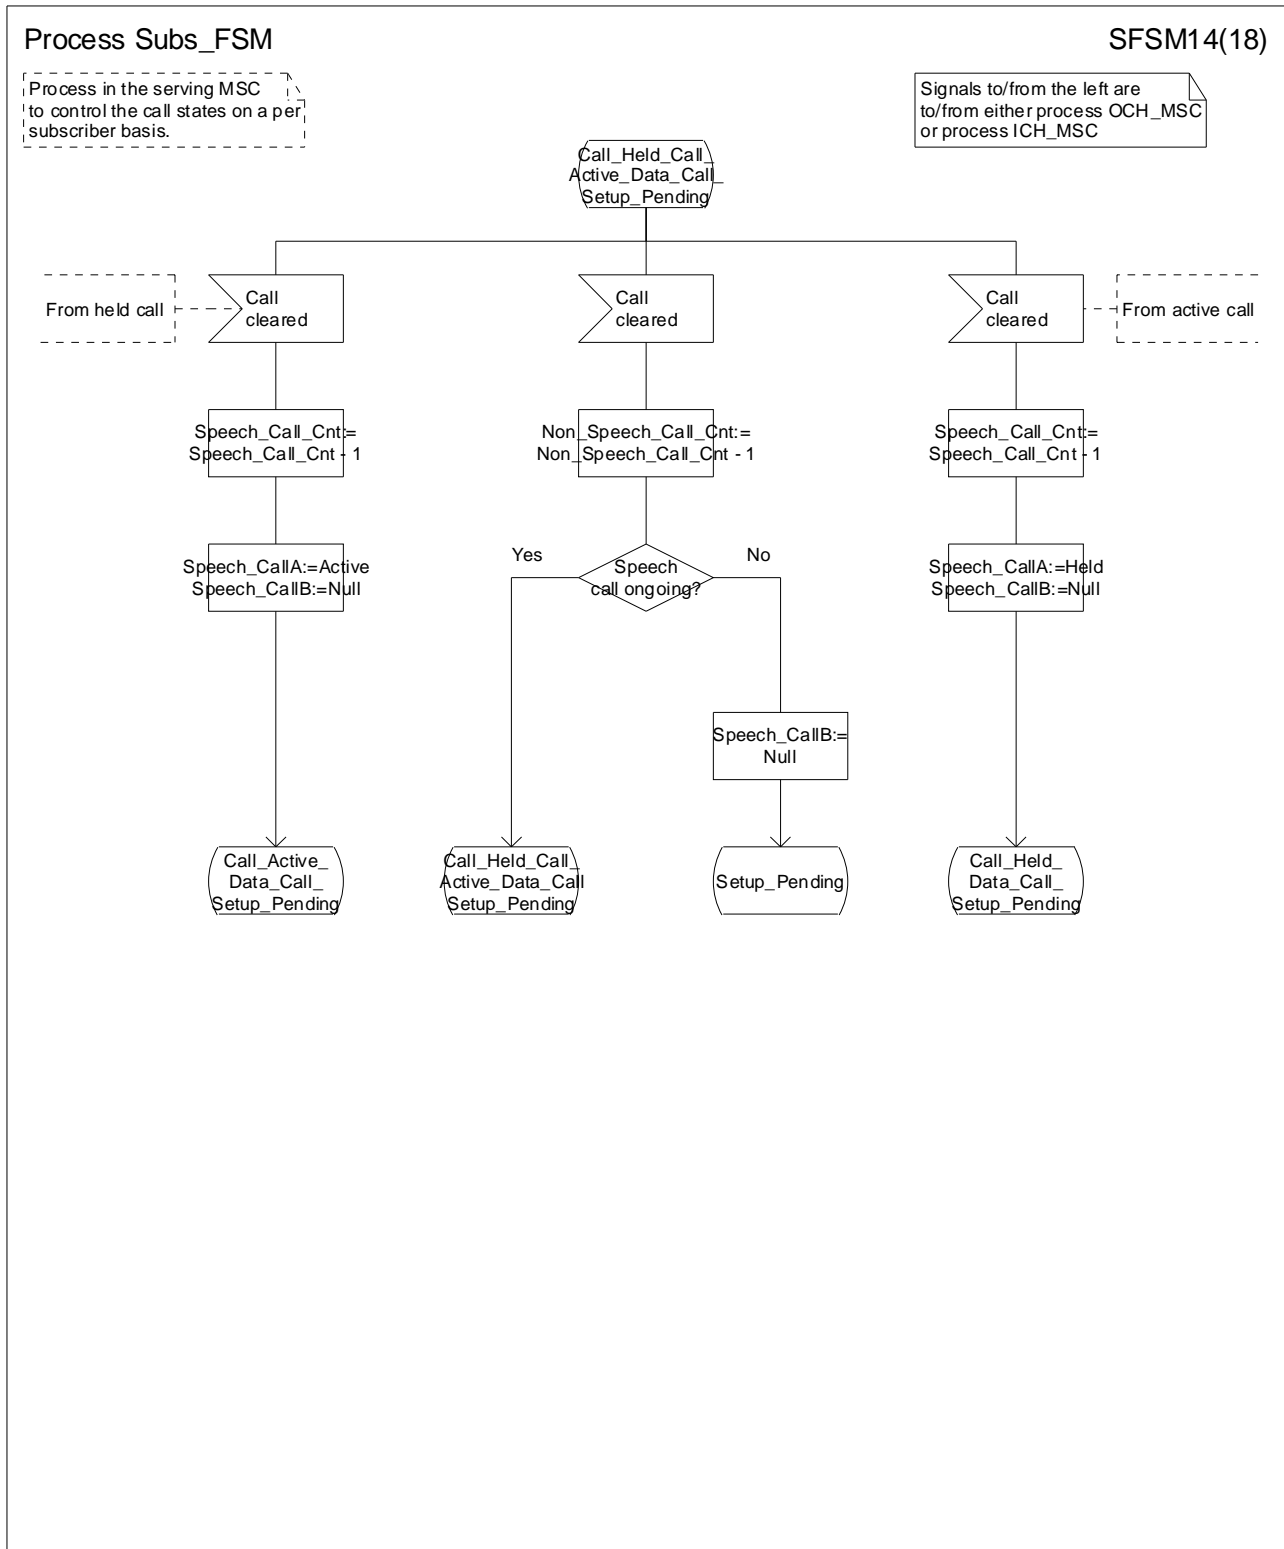 Process Subs_FSM
SFSM14(18)
Process in the serving MSC
to control the call states on a per
subscriber basis.
Signals to/from the left are
to/from either process OCH_MSC
or process ICH_MSC
Call_Held_Call_
Active_Data_Call_
Setup_Pending
From held call
Call
cleared
Call
cleared
Call
cleared
From active call
Speech_Call_Cnt:=
Speech_Call_Cnt - 1
Non_Speech_Call_Cnt:=
Non_Speech_Call_Cnt - 1
Speech_Call_Cnt:=
Speech_Call_Cnt - 1
Speech_CallA:=Active
Speech_CallB:=Null
Yes
Speech
call ongoing?
No
Speech_CallA:=Held
Speech_CallB:=Null
Speech_CallB:=
Null
Call_Active_
Data_Call_
Setup_Pending
Call_Held_Call_
Active_Data_Call
Setup_Pending
Setup_Pending
Call_Held_
Data_Call_
Setup_Pending